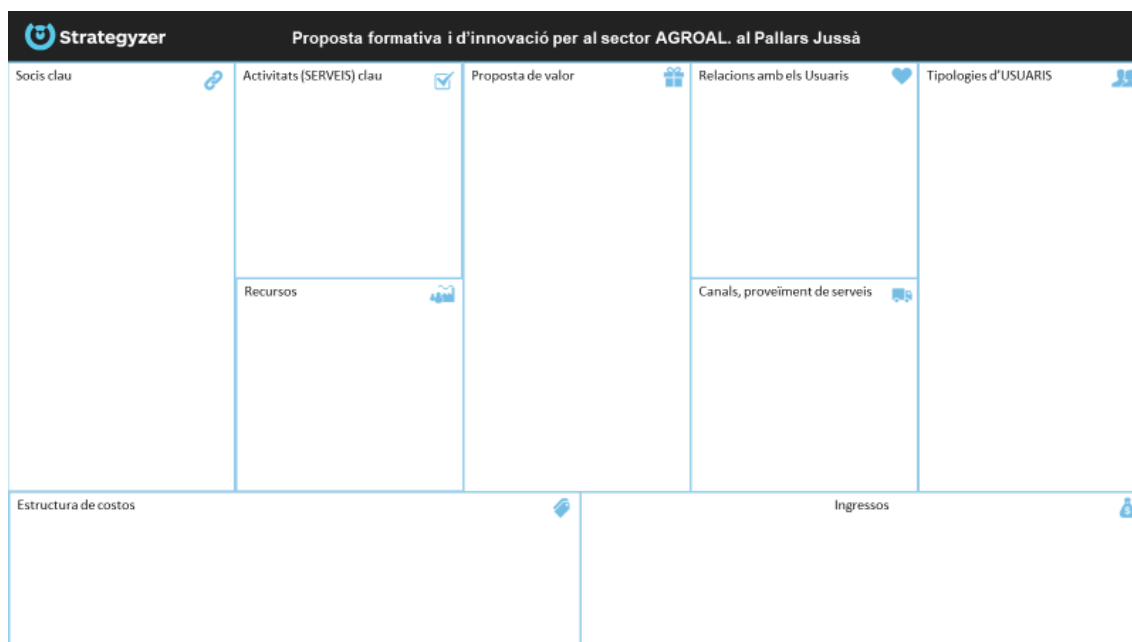 Strategyzer
Proposta formativa i d'innovació per al sector AGROAL. al Pallars Jussà
Socis clau
Activitats (SERVEIS) clau
Proposta de valor
Relacions amb els Usuaris
Tipologies d'USUARIS
Recursos
Canals, proveïment de serveis
Estructura de costos
Ingressos